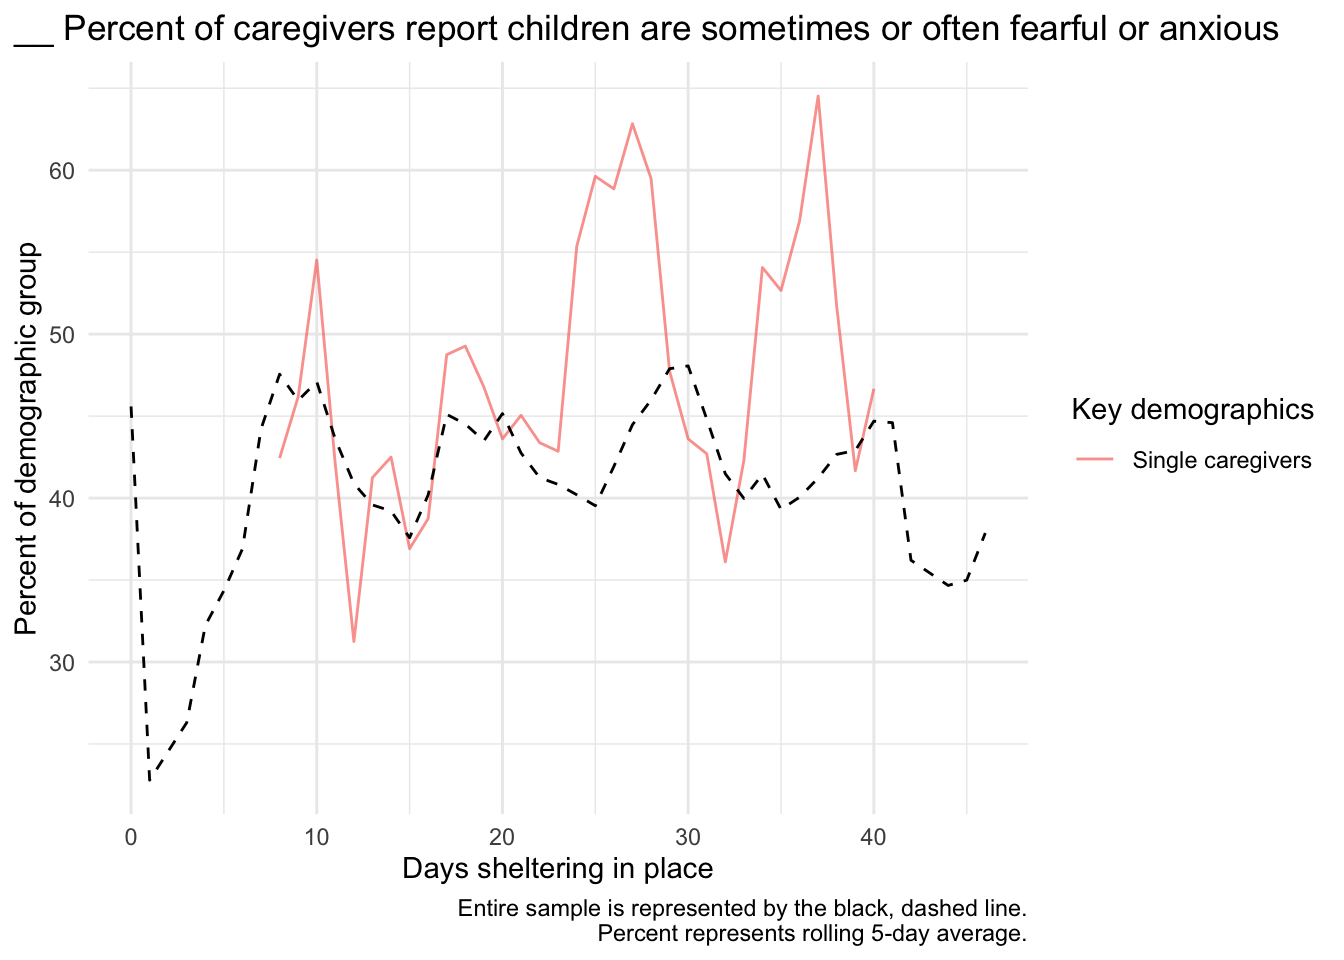 __ Percent of caregivers report children are sometimes or often fearful or anxious
Percent of demographic group
60
50
40
30
0 10 20 30 40
Days sheltering in place
Key demographics
Single caregivers
Entire sample is represented by the black, dashed line.
Percent represents rolling 5-day average.